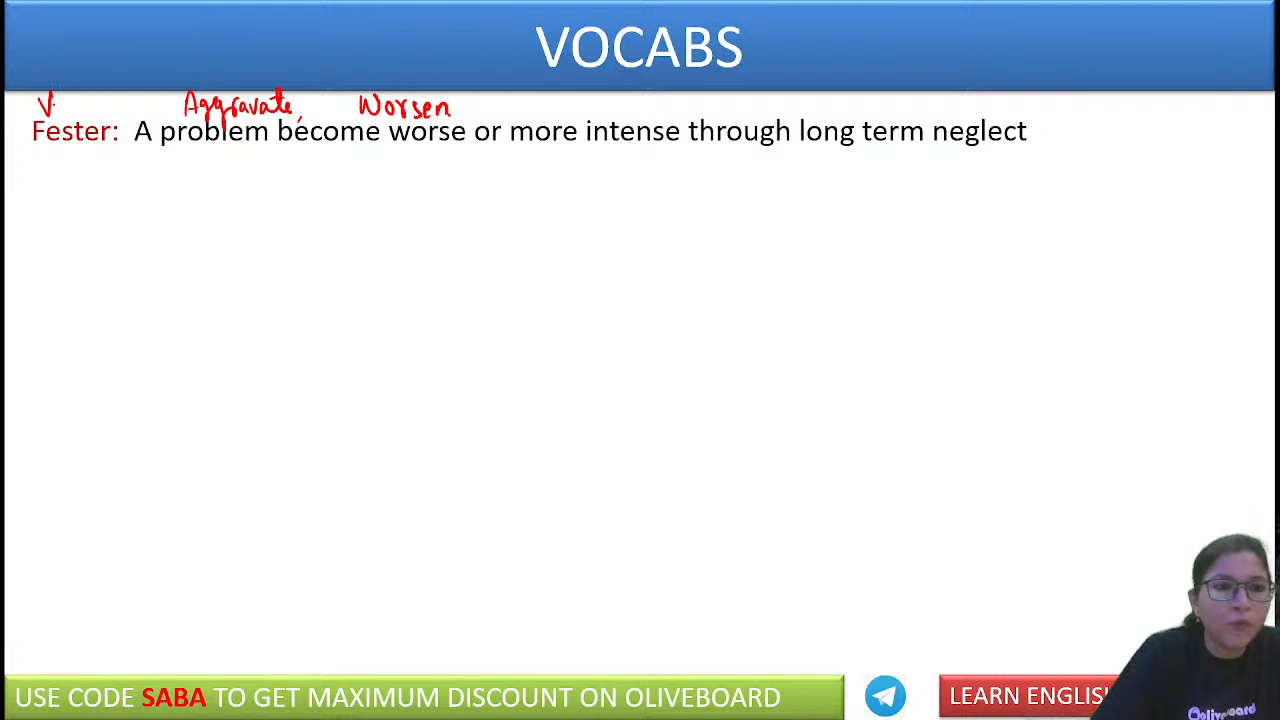 VOCABS
V. Aggravate, Worsen
Fester: A problem become worse or more intense through long term neglect
USE CODE SABA TO GET MAXIMUM DISCOUNT ON OLIVEBOARD
LEARN ENGLISH
Oliveboard